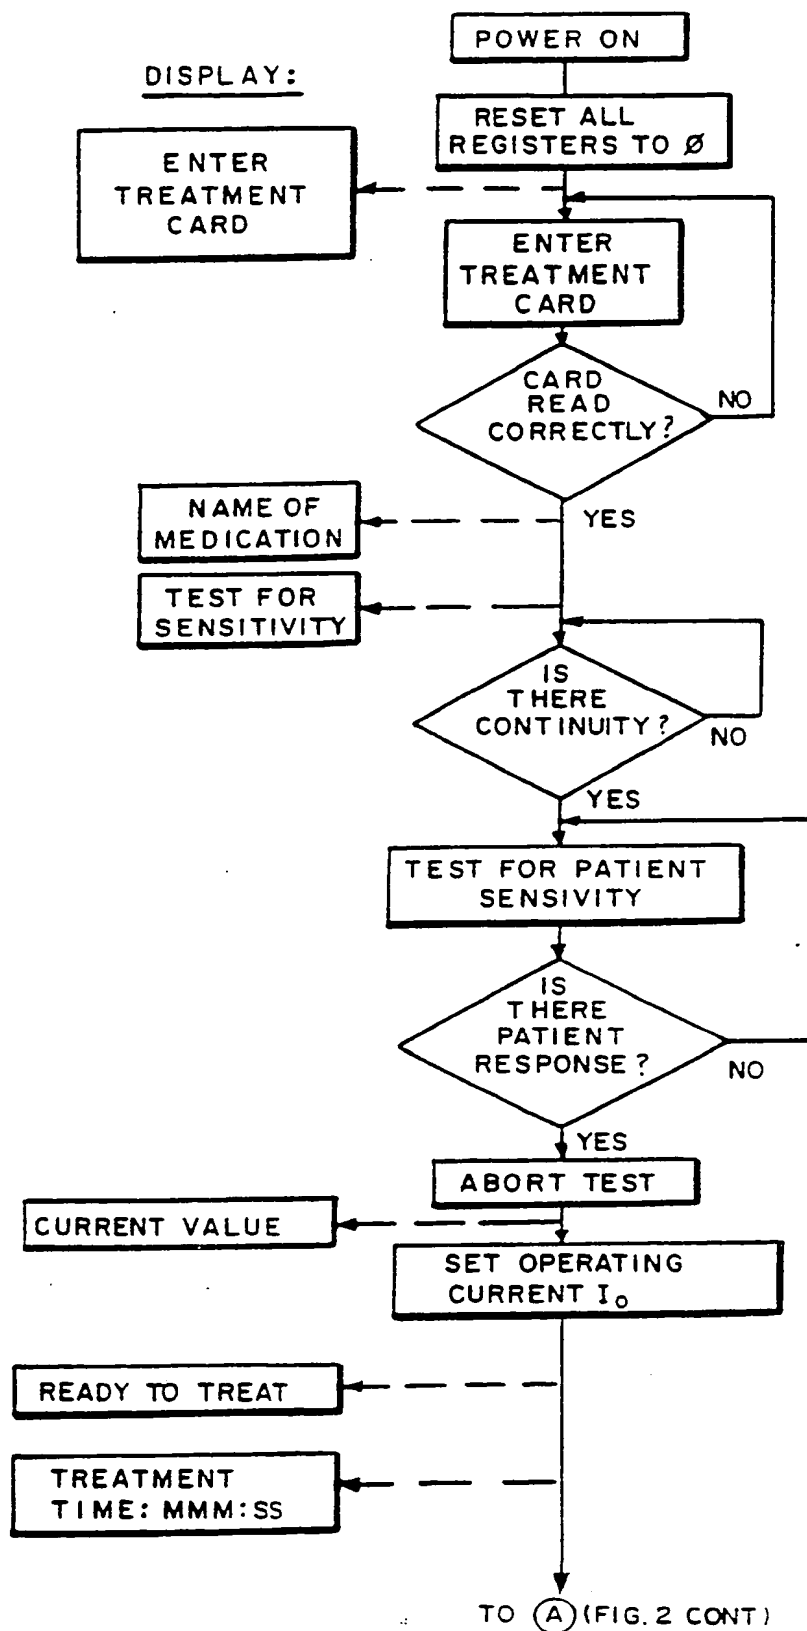 POWER ON
DISPLAY:
RESET ALL
REGISTERS TO Ø
ENTER
TREATMENT
CARD
ENTER
TREATMENT
CARD
CARD
READ
CORRECTLY?
NO
YES
NAME OF
MEDICATION
TEST FOR
SENSITIVITY
IS
THERE
CONTINUITY?
NO
YES
TEST FOR PATIENT
SENSIVITY
IS
THERE
PATIENT
RESPONSE?
NO
YES
ABORT TEST
CURRENT VALUE
SET OPERATING
CURRENT I₀
READY TO TREAT
TREATMENT
TIME: MMM:SS
TO A (FIG. 2 CONT)